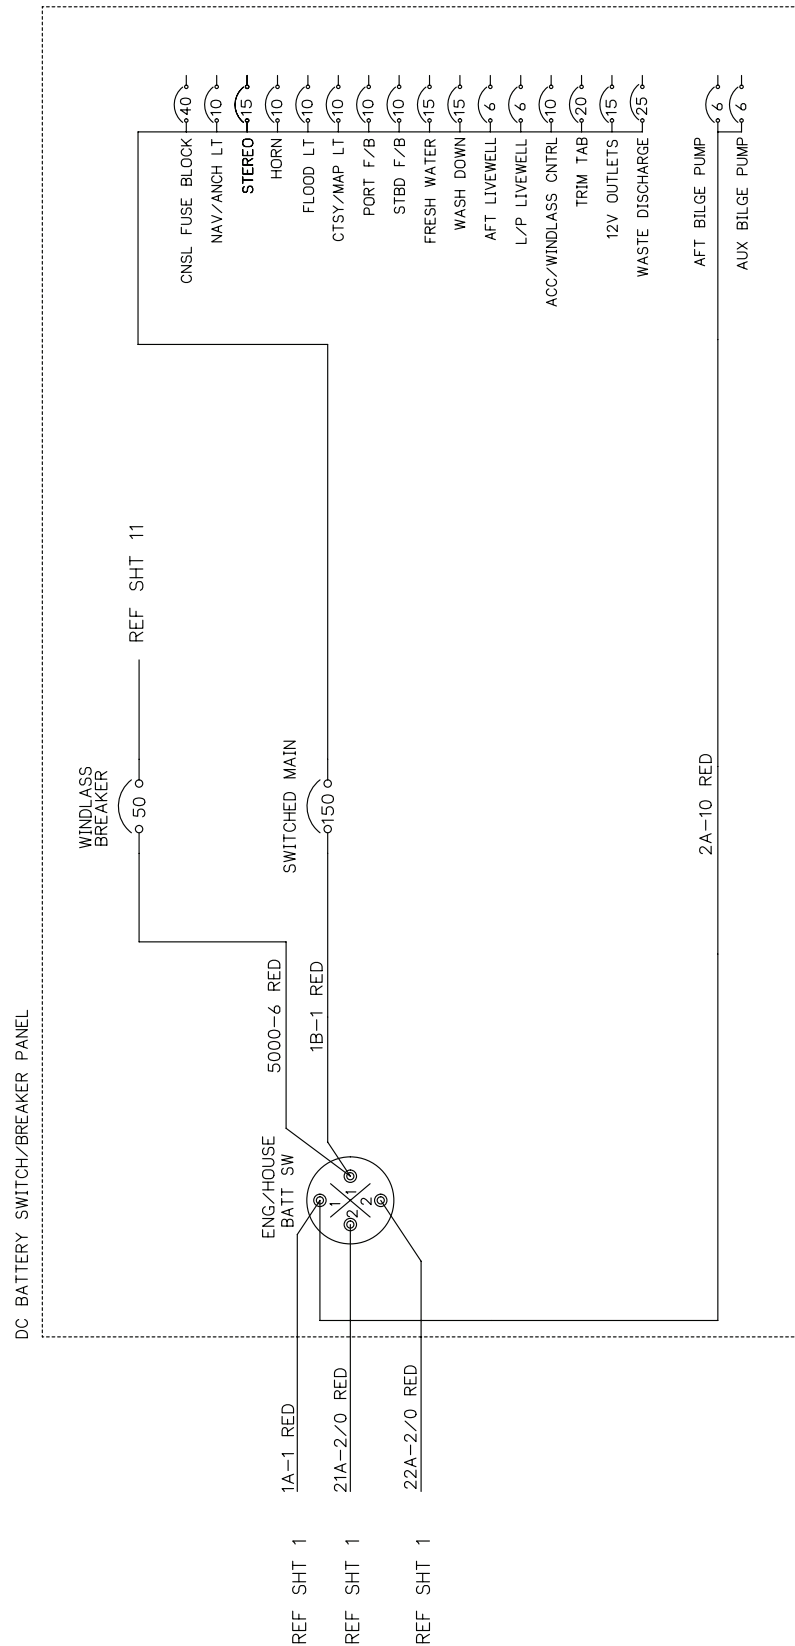 DC BATTERY SWITCH/BREAKER PANEL
REF SHT 1
REF SHT 1
REF SHT 1
1A-1 RED
21A-2/0 RED
22A-2/0 RED
ENG/HOUSE
BATT SW
1
1
2
2
5000-6 RED
1B-1 RED
WINDLASS
BREAKER
50
REF SHT 11
SWITCHED MAIN
150
2A-10 RED
CNSL FUSE BLOCK 40
NAV/ANCH LT 10
STEREO 15
HORN 10
FLOOD LT 10
CTSY/MAP LT 10
PORT F/B 10
STBD F/B 10
FRESH WATER 15
WASH DOWN 15
AFT LIVEWELL 6
L/P LIVEWELL 6
ACC/WINDLASS CNTRL 10
TRIM TAB 20
12V OUTLETS 15
WASTE DISCHARGE 25
AFT BILGE PUMP 6
AUX BILGE PUMP 6